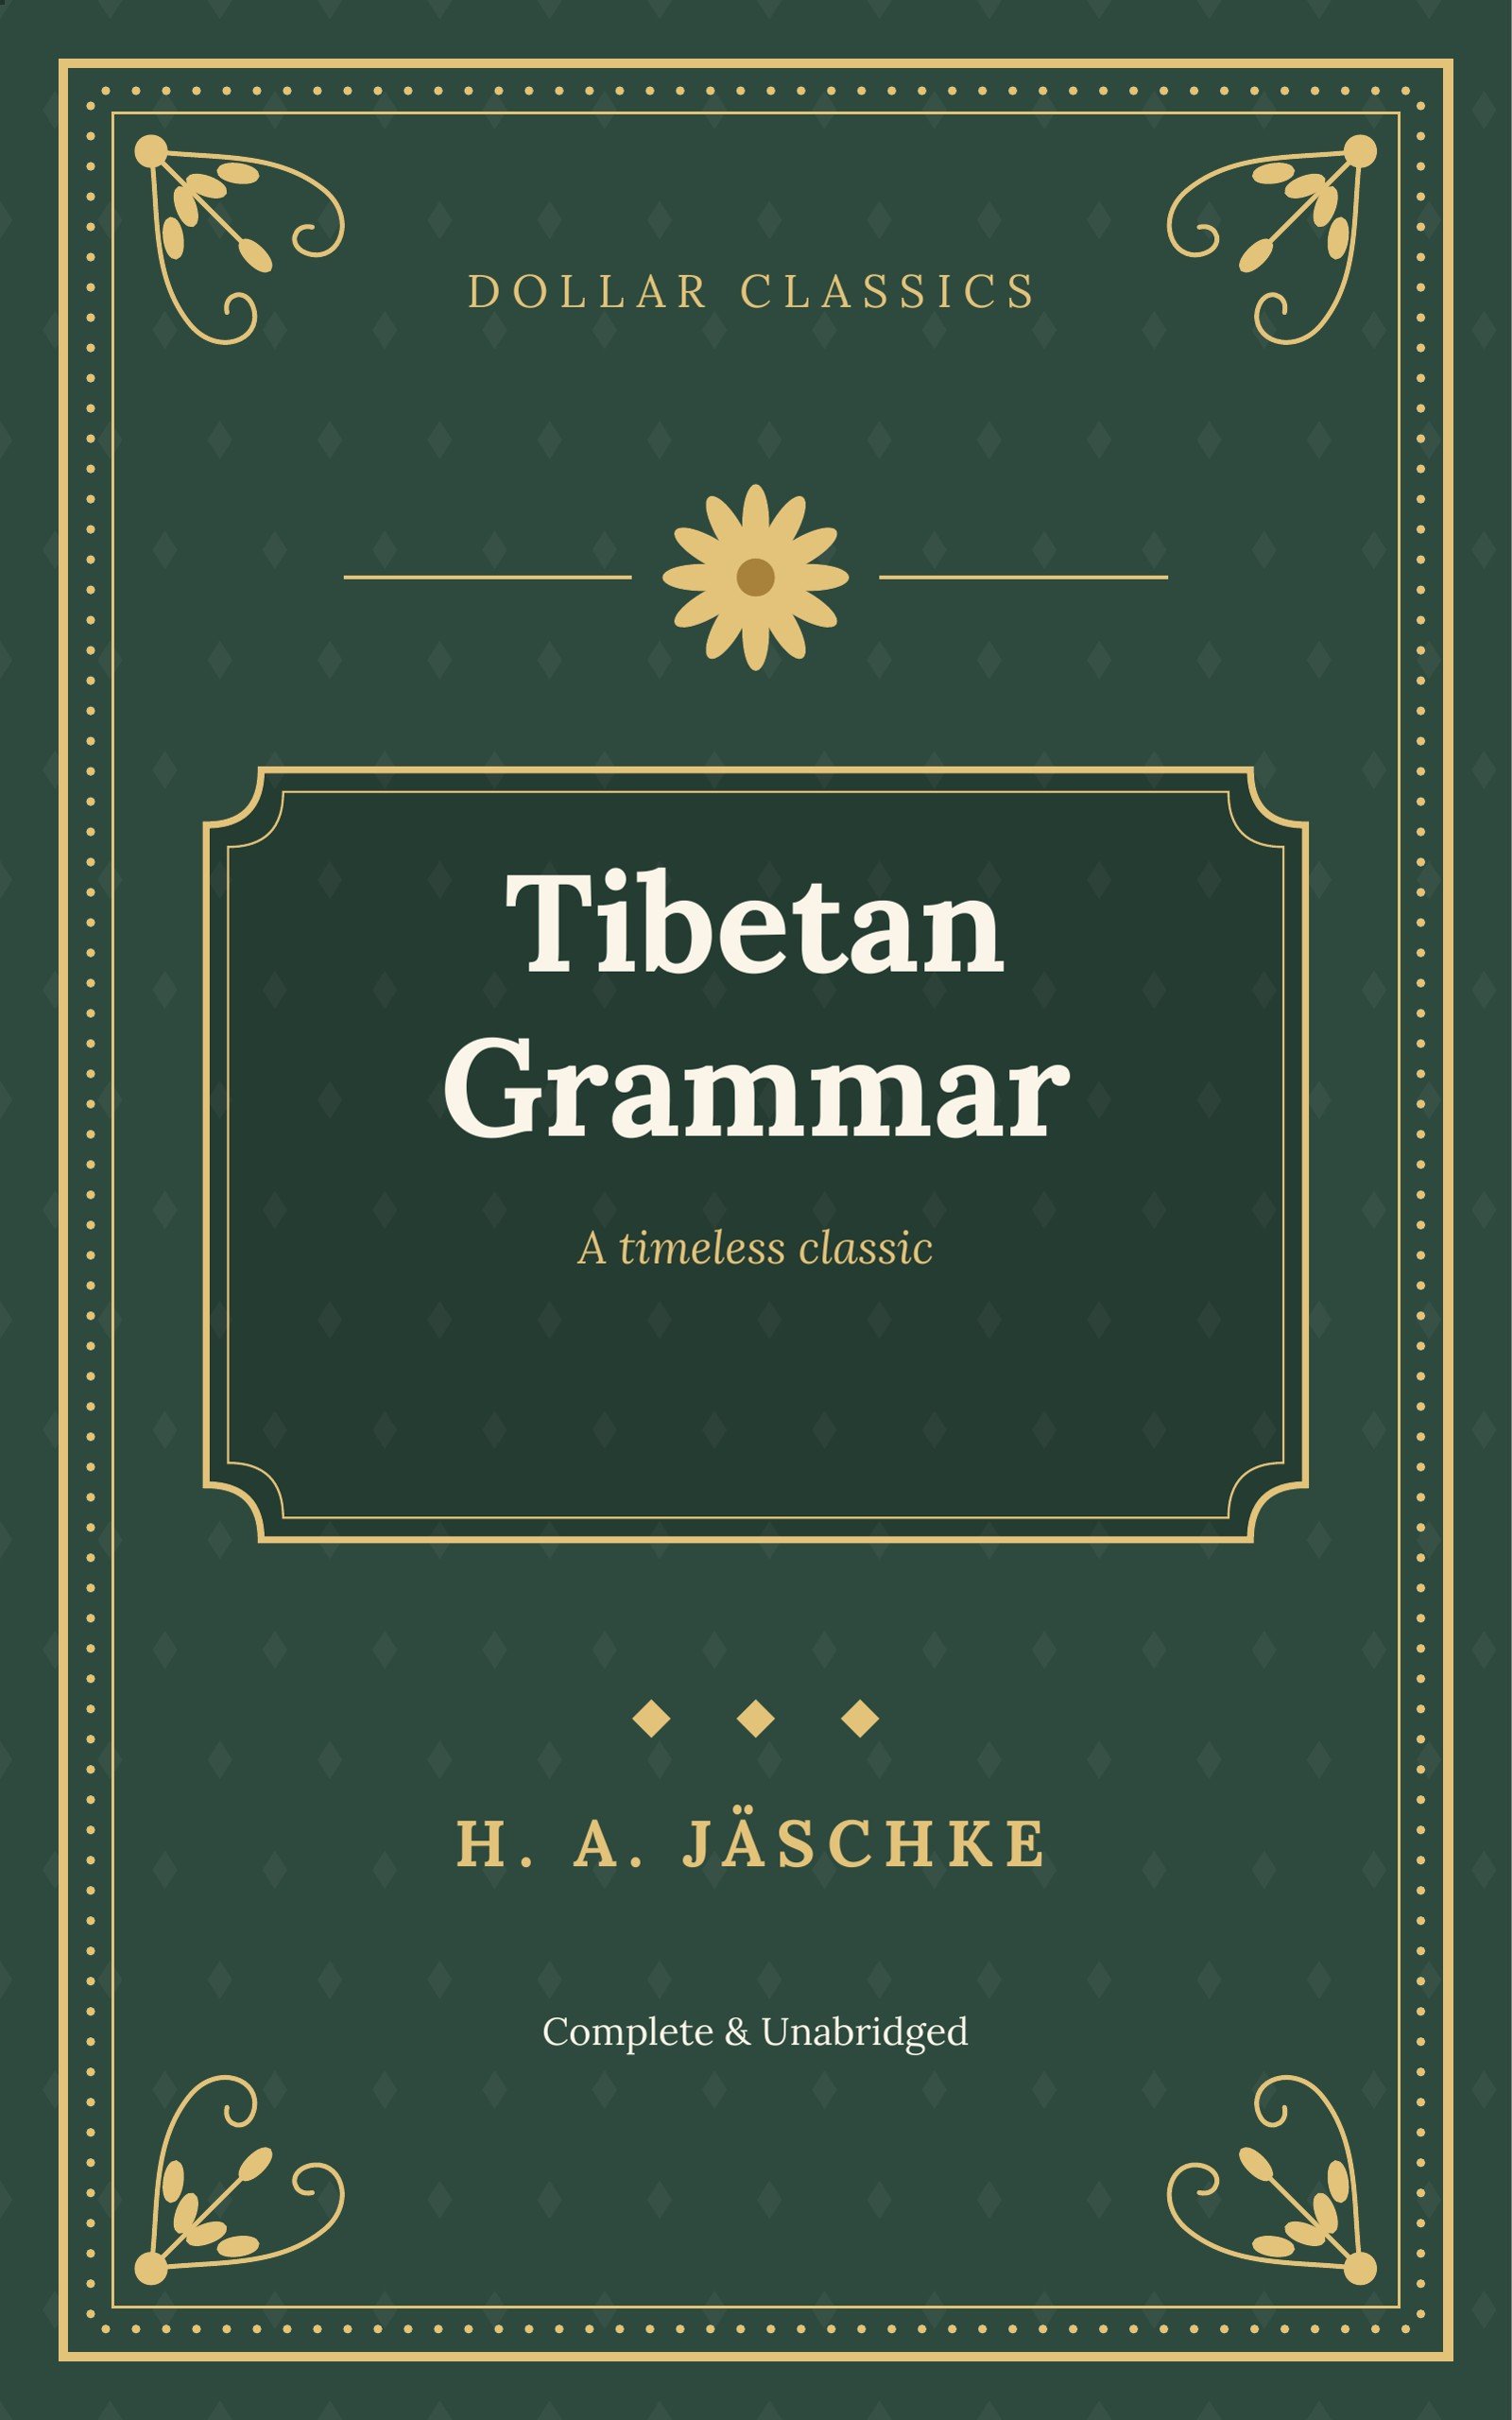 DOLLAR CLASSICS
Tibetan
Grammar
A timeless classic
H. A. JÄSCHKE
Complete & Unabridged